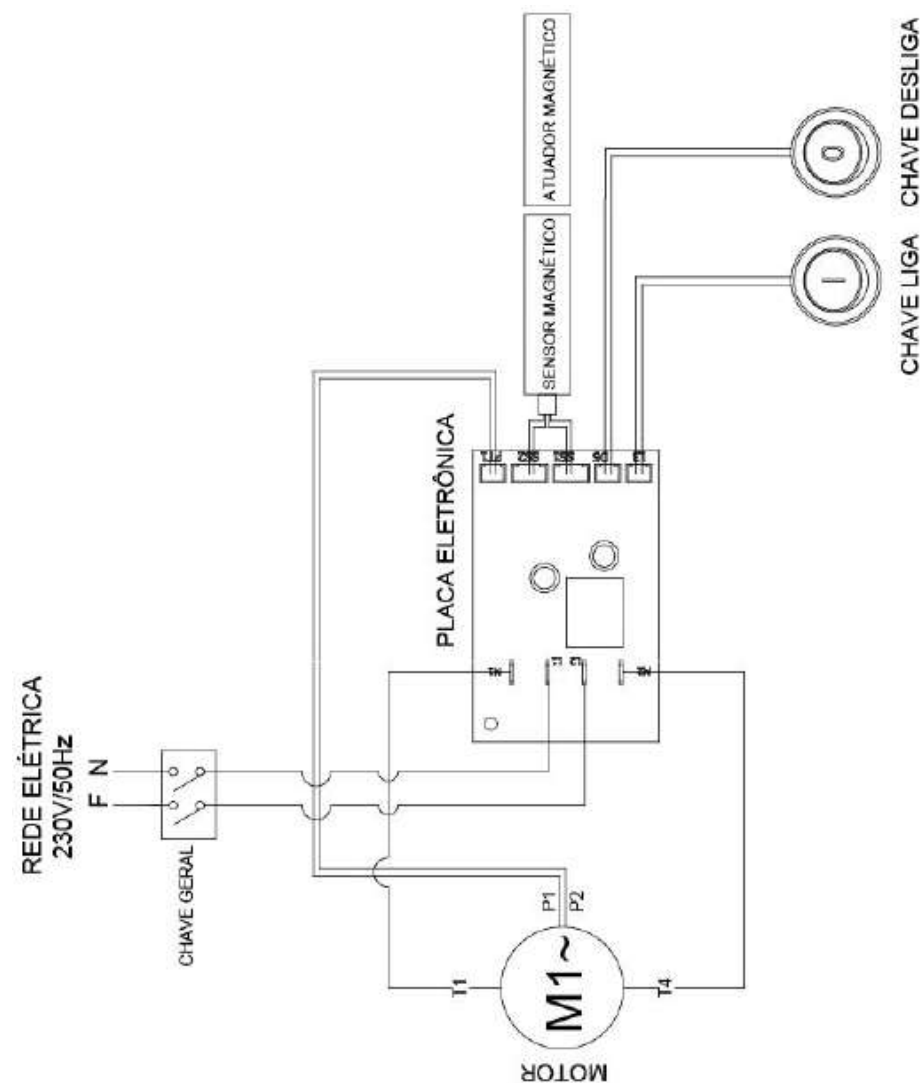 REDE ELÉTRICA
230V/50Hz
F N
CHAVE GERAL
PLACA ELETRÔNICA
SENSOR MAGNÉTICO
ATUADOR MAGNÉTICO
CHAVE LIGA
CHAVE DESLIGA
T1
P1
P2
M1~
T4
MOTOR